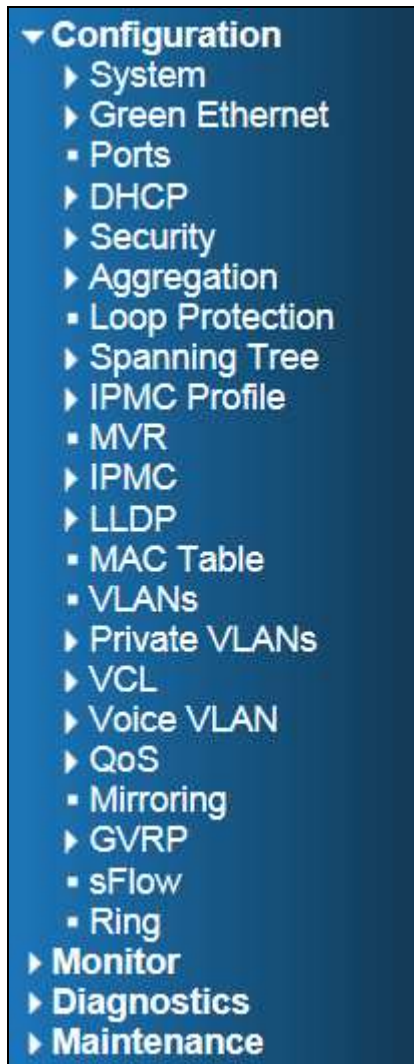 Configuration
System
Green Ethernet
Ports
DHCP
Security
Aggregation
Loop Protection
Spanning Tree
IPMC Profile
MVR
IPMC
LLDP
MAC Table
VLANs
Private VLANs
VCL
Voice VLAN
QoS
Mirroring
GVRP
sFlow
Ring
Monitor
Diagnostics
Maintenance